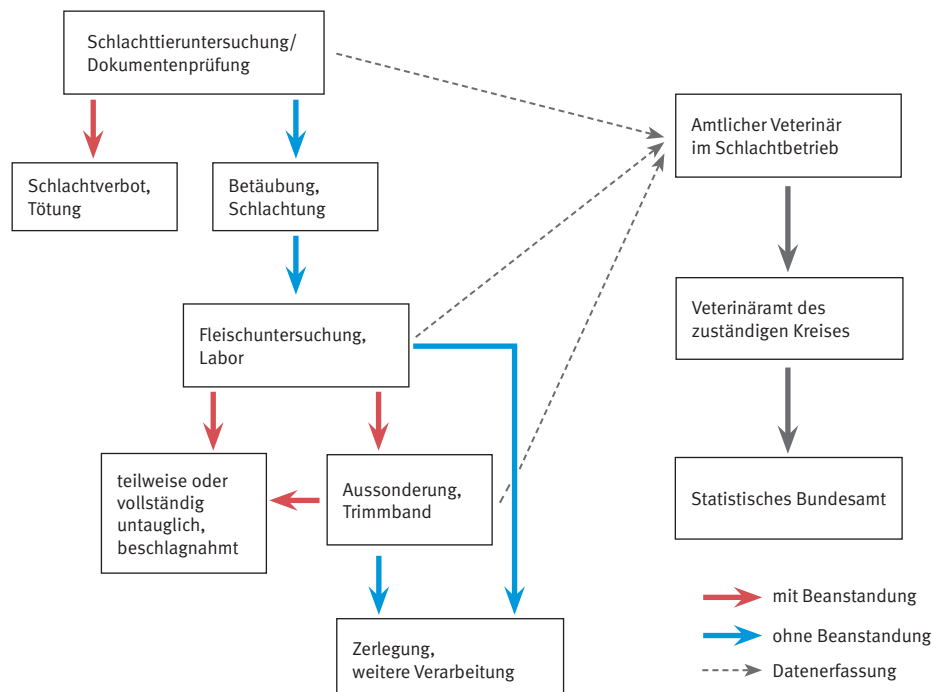 Schlachttieruntersuchung/
Dokumentenprüfung
Schlachtverbot,
Tötung
Betäubung,
Schlachtung
Fleischuntersuchung,
Labor
teilweise oder
vollständig
untauglich,
beschlagnahmt
Aussonderung,
Trimmband
Zerlegung,
weitere Verarbeitung
Amtlicher Veterinär
im Schlachtbetrieb
Veterinäramt des
zuständigen Kreises
Statistisches Bundesamt
mit Beanstandung
ohne Beanstandung
Datenerfassung